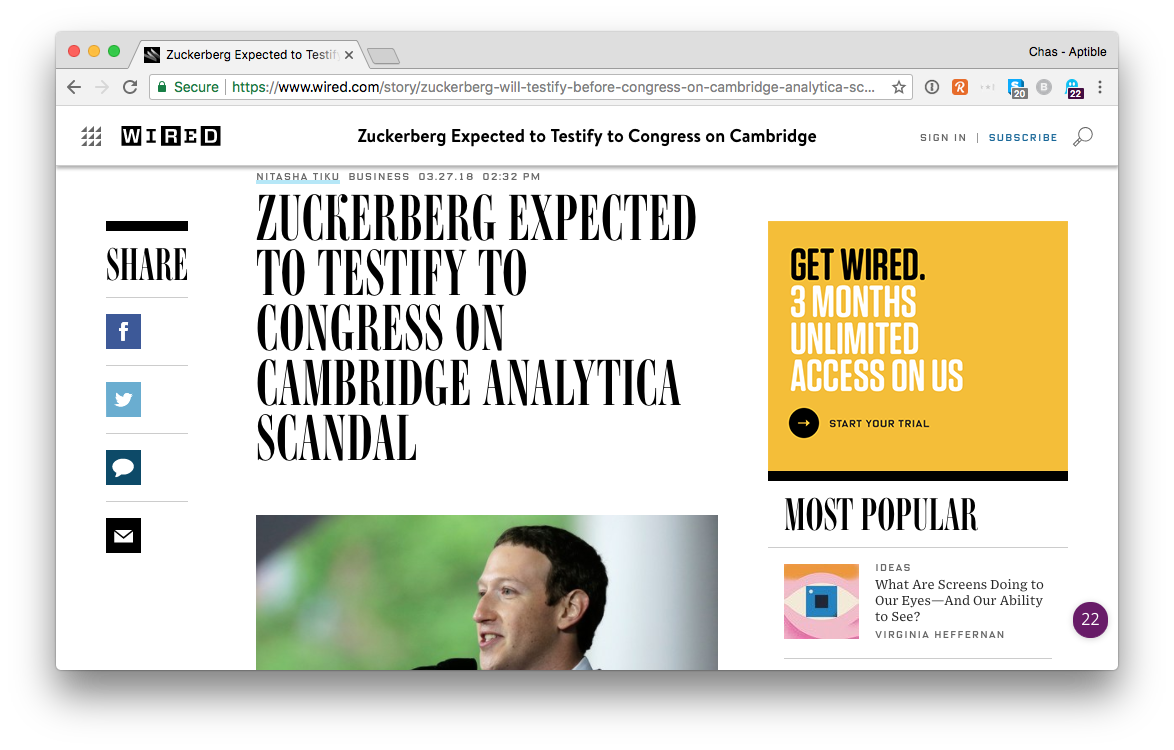 Zuckerberg Expected to Testif
Chas - Aptible
Secure
https://www.wired.com/story/zuckerberg-will-testify-before-congress-on-cambridge-analytica-sc...
20
B
22
WIRED
Zuckerberg Expected to Testify to Congress on Cambridge
SIGN IN | SUBSCRIBE
NITASHA TIKU BUSINESS 03.27.18 02:32 PM
ZUCKERBERG EXPECTED
TO TESTIFY TO
CONGRESS ON
CAMBRIDGE ANALYTICA
SCANDAL
SHARE
f
GET WIRED.
3 MONTHS
UNLIMITED
ACCESS ON US
START YOUR TRIAL
MOST POPULAR
IDEAS
What Are Screens Doing to
Our Eyes—And Our Ability
to See?
VIRGINIA HEFFERNAN
22